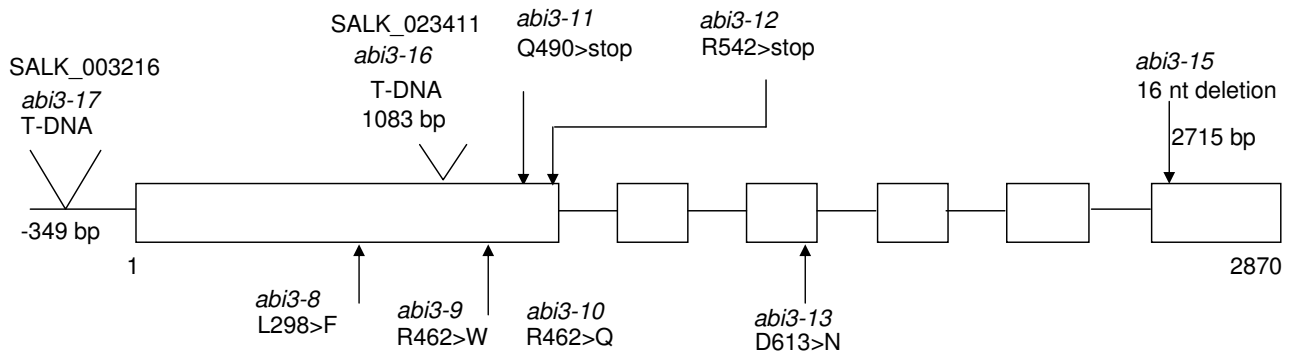 SALK_003216
abi3-17
T-DNA
-349 bp
SALK_023411
abi3-16
T-DNA
1083 bp
abi3-11
Q490>stop
abi3-12
R542>stop
abi3-15
16 nt deletion
2715 bp
1
2870
abi3-8
L298>F
abi3-9
R462>W
abi3-10
R462>Q
abi3-13
D613>N